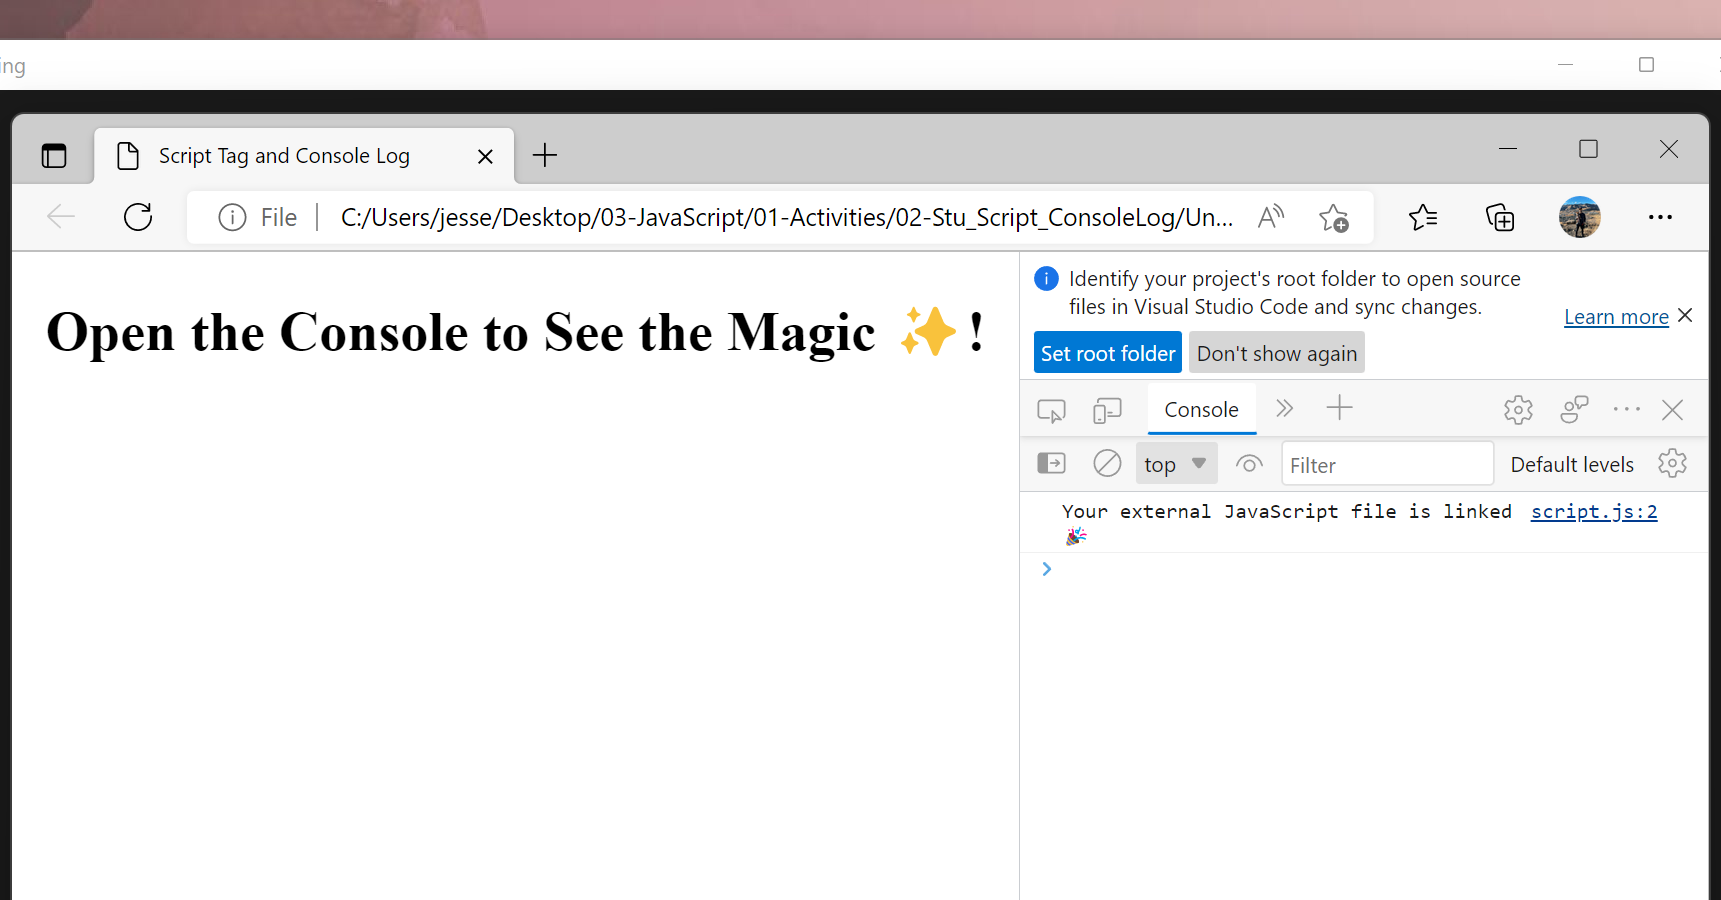 ing
Script Tag and Console Log
File C:/Users/jesse/Desktop/03-JavaScript/01-Activities/02-Stu_Script_ConsoleLog/Un...
Open the Console to See the Magic ✨ !
Identify your project's root folder to open source
files in Visual Studio Code and sync changes.
Learn more
Set root folder Don't show again
Console
top Filter Default levels
Your external JavaScript file is linked script.js:2
🎉